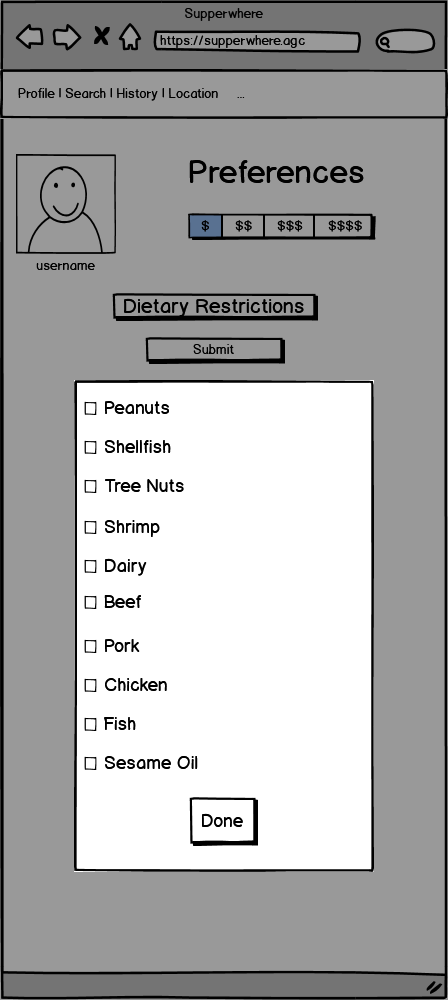 Supperwhere
https://supperwhere.agc
Profile | Search | History | Location ...
Preferences
$ $$ $$$ $$$$
username
Dietary Restrictions
Submit
Peanuts
Shellfish
Tree Nuts
Shrimp
Dairy
Beef
Pork
Chicken
Fish
Sesame Oil
Done